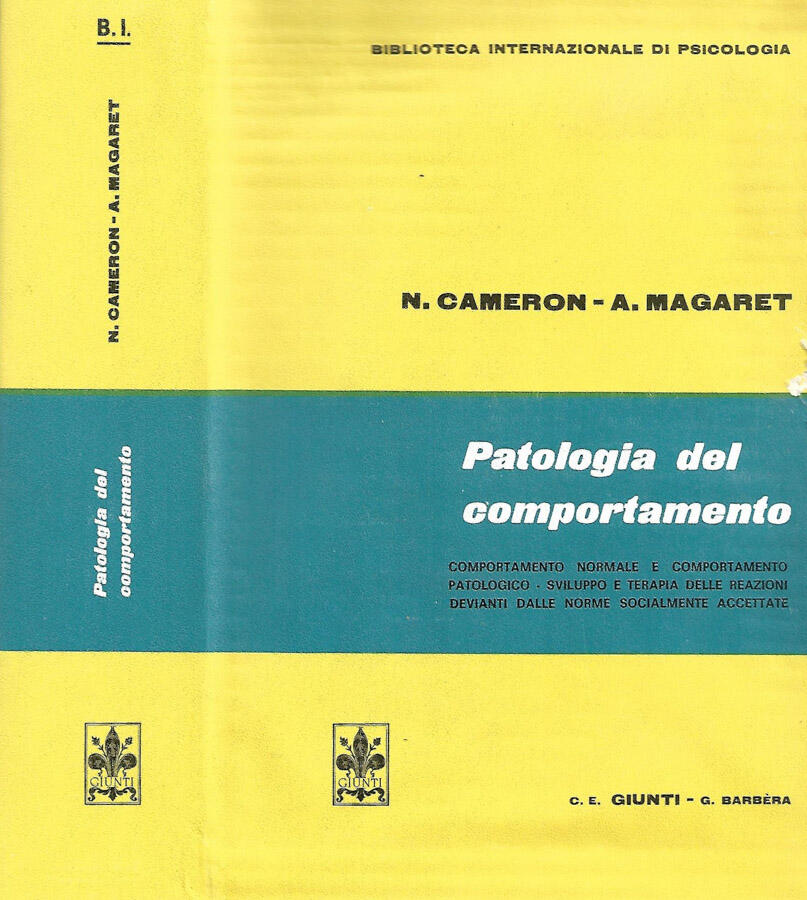 B.I.
N. CAMERON - A. MAGARET
Patologia del
comportamento
GIUNTI
BIBLIOTECA INTERNAZIONALE DI PSICOLOGIA
N. CAMERON - A. MAGARET
Patologia del
comportamento
COMPORTAMENTO NORMALE E COMPORTAMENTO
PATOLOGICO - SVILUPPO E TERAPIA DELLE REAZIONI
DEVIANTI DALLE NORME SOCIALMENTE ACCETTATE
GIUNTI
C. E. GIUNTI - G. BARBÈRA